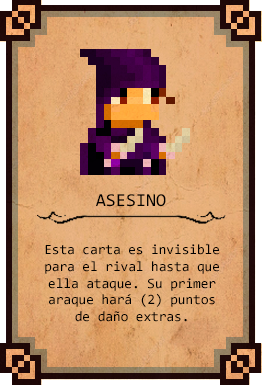 ASESINO
Esta carta es invisible
para el rival hasta que
ella ataque. Su primer
araque hará (2) puntos
de daño extras.